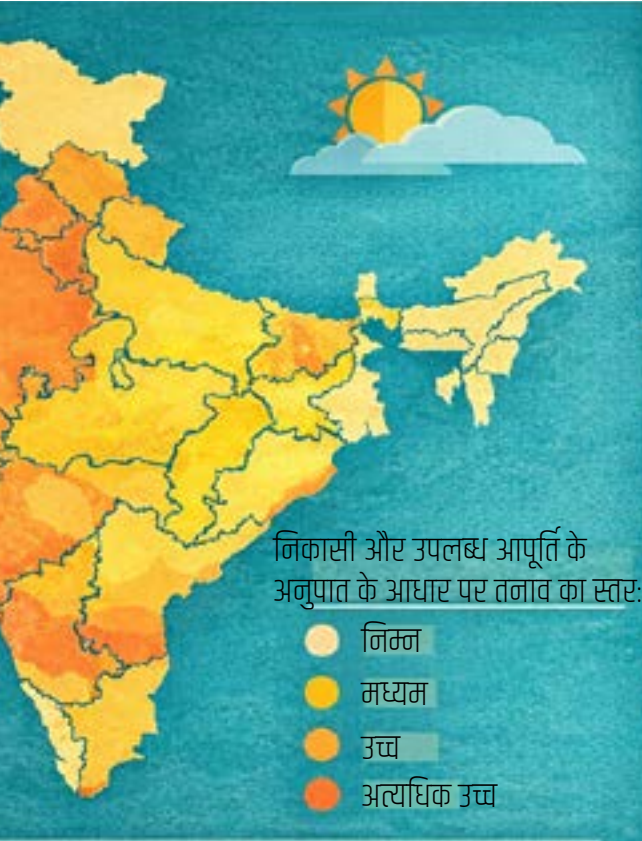 निकासी और उपलब्ध आपूर्ति के
अनुपात के आधार पर तनाव का स्तर:
निम्न
मध्यम
उच्च
अत्यधिक उच्च